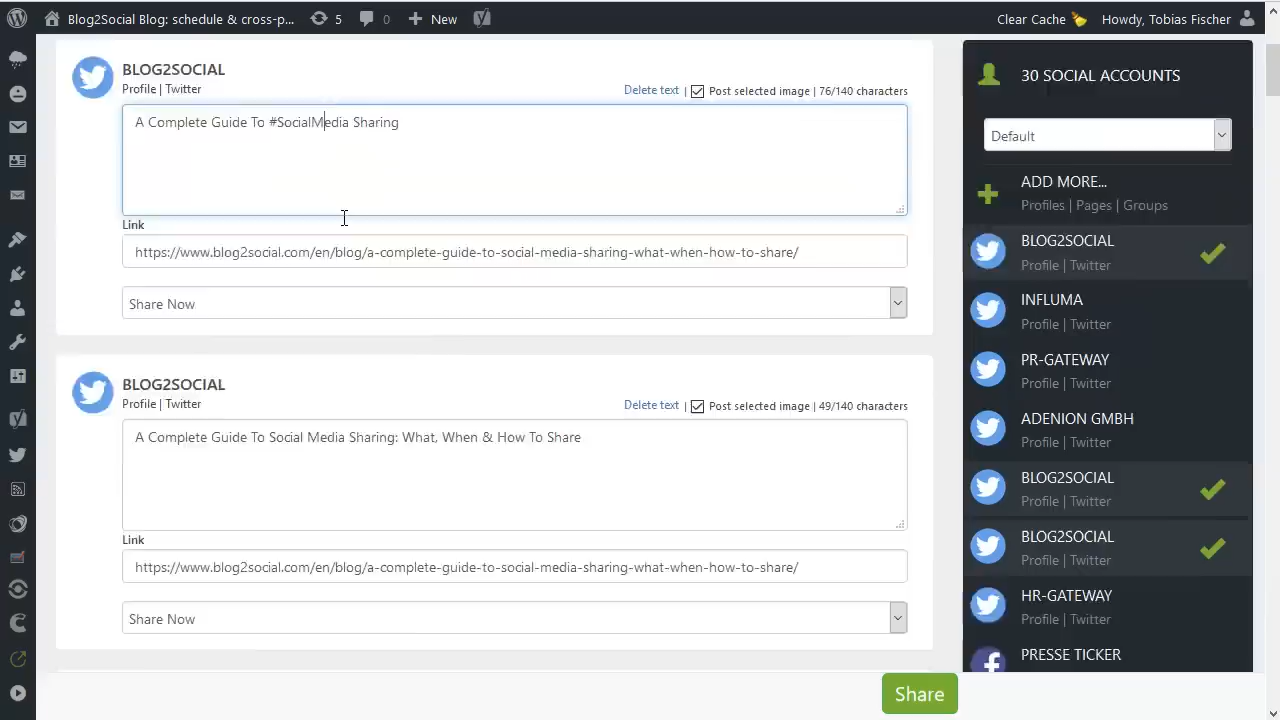 Blog2Social Blog: schedule & cross-p...
5
0
New
Clear Cache
Howdy, Tobias Fischer
BLOG2SOCIAL
Profile | Twitter
Delete text | Post selected image | 76/140 characters
A Complete Guide To #SocialMedia Sharing
Link
https://www.blog2social.com/en/blog/a-complete-guide-to-social-media-sharing-what-when-how-to-share/
Share Now
BLOG2SOCIAL
Profile | Twitter
Delete text | Post selected image | 49/140 characters
A Complete Guide To Social Media Sharing: What, When & How To Share
Link
https://www.blog2social.com/en/blog/a-complete-guide-to-social-media-sharing-what-when-how-to-share/
Share Now
Share
30 SOCIAL ACCOUNTS
Default
ADD MORE...
Profiles | Pages | Groups
BLOG2SOCIAL
Profile | Twitter
INFLUMA
Profile | Twitter
PR-GATEWAY
Profile | Twitter
ADENION GMBH
Profile | Twitter
BLOG2SOCIAL
Profile | Twitter
BLOG2SOCIAL
Profile | Twitter
HR-GATEWAY
Profile | Twitter
PRESSE TICKER